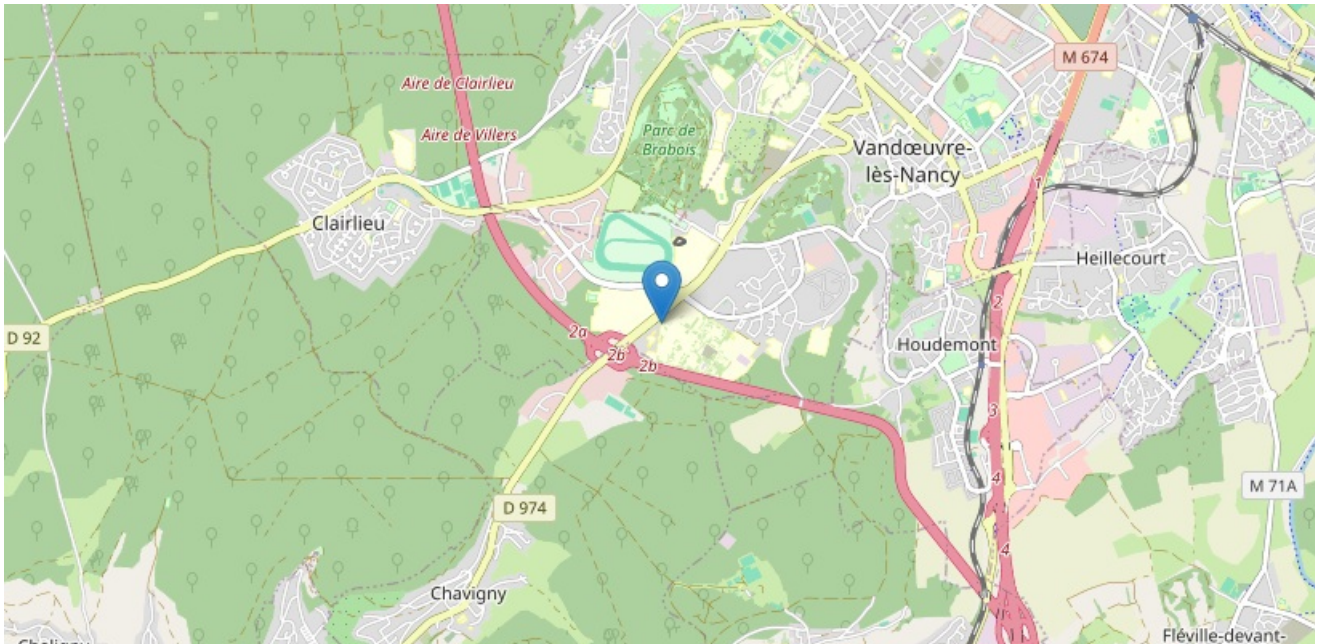 M 674
Aire de Clairlieu
Aire de Villers
Parc de
Brabois
Vandœuvre-
lès-Nancy
1
Clairlieu
Heillecourt
2
D 92
2a
2b
2b
Houdemont
3
4
M 71A
D 974
4
Chavigny
Fléville-devant-